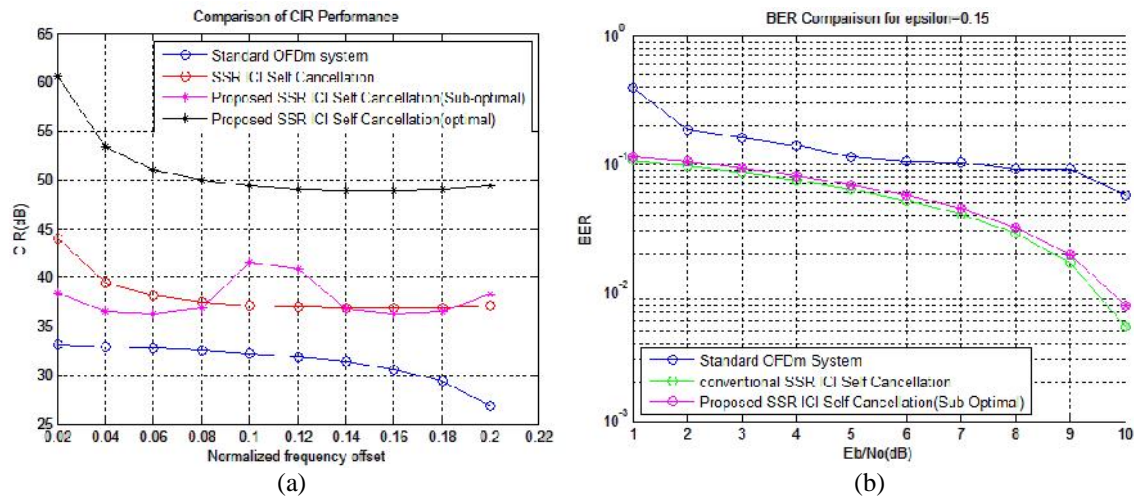 Comparison of CIR Performance
65
60
55
50
45
40
35
30
25
CIR(dB)
Standard OFDm system
SSR ICI Self Cancellation
Proposed SSR ICI Self Cancellation(Sub-optimal)
Proposed SSR ICI Self Cancellation(optimal)
0.02 0.04 0.06 0.08 0.1 0.12 0.14 0.16 0.18 0.2 0.22
Normalized frequency offset
(a)
BER Comparison for epsilon=0.15
10^0
10^-1
10^-2
10^-3
BER
Standard OFDm System
conventional SSR ICI Self Cancellation
Proposed SSR ICI Self Cancellation(Sub Optimal)
1 2 3 4 5 6 7 8 9 10
Eb/No(dB)
(b)